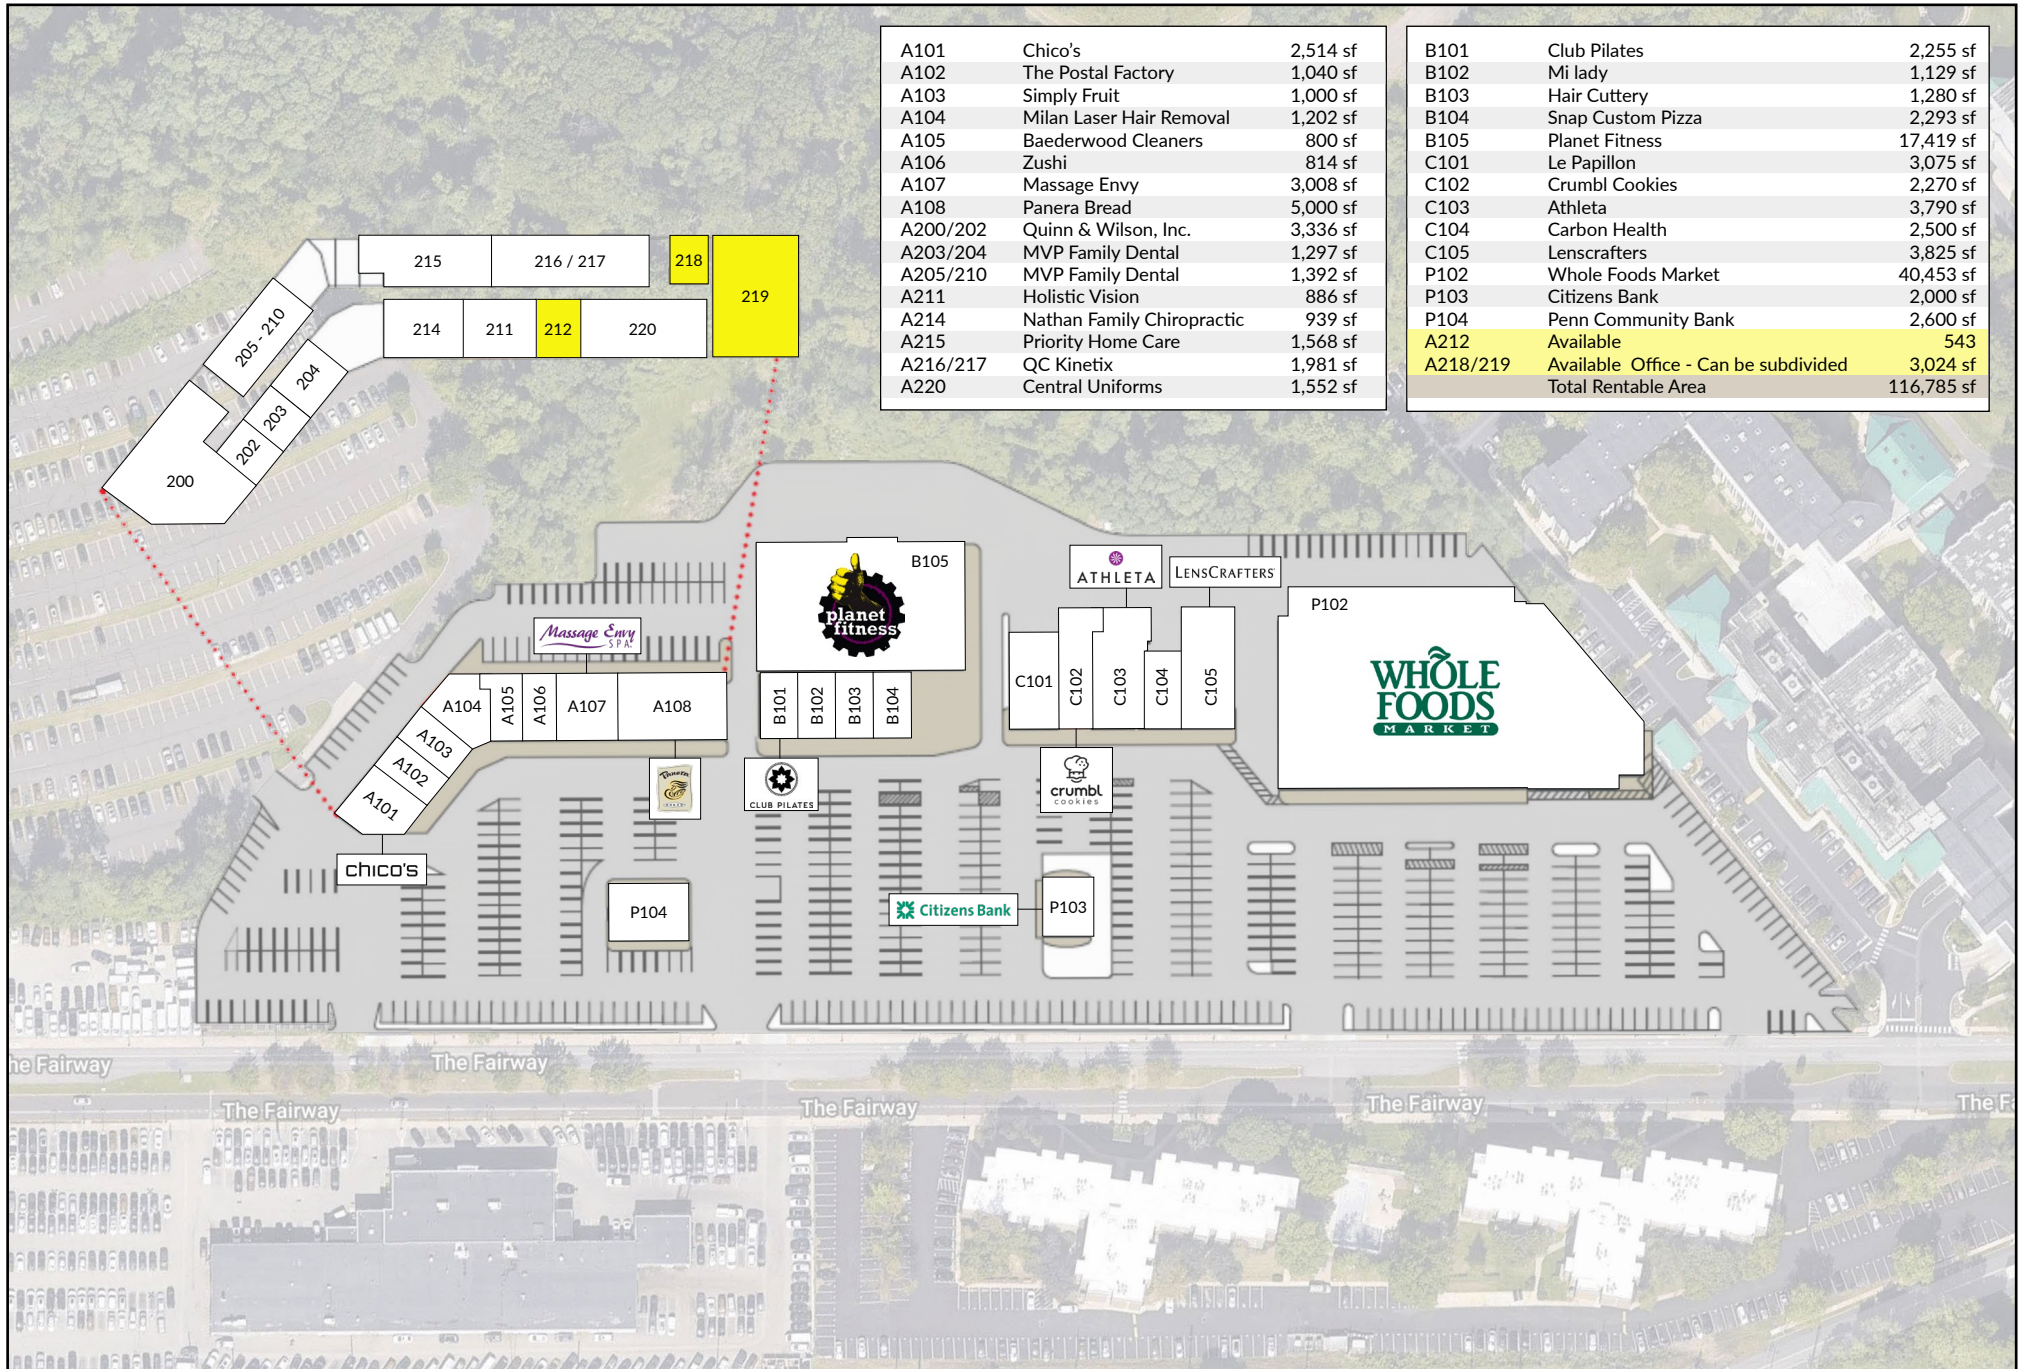 A101 Chico's 2,514 sf
A102 The Postal Factory 1,040 sf
A103 Simply Fruit 1,000 sf
A104 Milan Laser Hair Removal 1,202 sf
A105 Baederwood Cleaners 800 sf
A106 Zushi 814 sf
A107 Massage Envy 3,008 sf
A108 Panera Bread 5,000 sf
A200/202 Quinn & Wilson, Inc. 3,336 sf
A203/204 MVP Family Dental 1,297 sf
A205/210 MVP Family Dental 1,392 sf
A211 Holistic Vision 886 sf
A214 Nathan Family Chiropractic 939 sf
A215 Priority Home Care 1,568 sf
A216/217 QC Kinetix 1,981 sf
A220 Central Uniforms 1,552 sf
B101 Club Pilates 2,255 sf
B102 Mi lady 1,129 sf
B103 Hair Cuttery 1,280 sf
B104 Snap Custom Pizza 2,293 sf
B105 Planet Fitness 17,419 sf
C101 Le Papillon 3,075 sf
C102 Crumbl Cookies 2,270 sf
C103 Athleta 3,790 sf
C104 Carbon Health 2,500 sf
C105 Lenscrafters 3,825 sf
P102 Whole Foods Market 40,453 sf
P103 Citizens Bank 2,000 sf
P104 Penn Community Bank 2,600 sf
A212 Available 543
A218/219 Available Office - Can be subdivided 3,024 sf
Total Rentable Area 116,785 sf
215
216 / 217
218
219
205 - 210
214
211
212
220
204
203
202
200
B105
planet
fitness
ATHLETA
LENSCRAFTERS
P102
WHOLE
FOODS
MARKET
Massage Envy
SPA
A104
A105
A106
A107
A108
A103
A102
A101
B101
B102
B103
B104
C101
C102
C103
C104
C105
Panera
CLUB PILATES
crumbl
cookies
chico's
P104
Citizens Bank
P103
he Fairway
The Fairway
The Fairway
The Fairway
The Fairway
The Fa